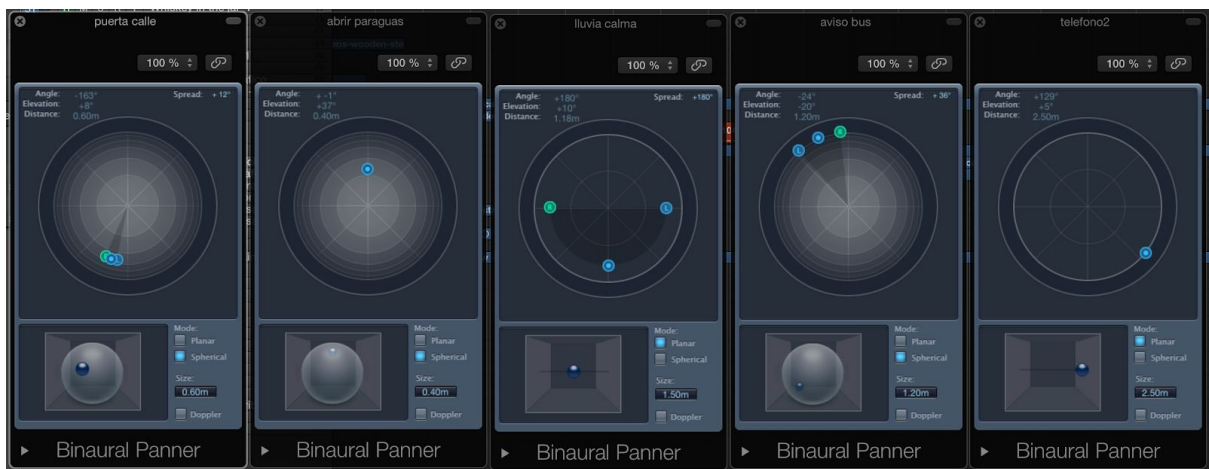 puerta calle
100 %
Angle: -163°
Elevation: +8°
Distance: 0.60m
Spread: + 12°
Mode:
Planar
Spherical
Size:
0.60m
Doppler
Binaural Panner
abrir paraguas
ens-wooden-ste
100 %
Angle: + -1°
Elevation: +37°
Distance: 0.40m
Mode:
Planar
Spherical
Size:
0.40m
Doppler
Binaural Panner
lluvia calma
100 %
Angle: +180°
Elevation: +10°
Distance: 1.18m
Spread: +180°
R
L
Mode:
Planar
Spherical
Size:
1.50m
Doppler
Binaural Panner
aviso bus
100 %
Angle: -24°
Elevation: -20°
Distance: 1.20m
Spread: + 36°
L
R
Mode:
Planar
Spherical
Size:
1.20m
Doppler
Binaural Panner
telefono2
100 %
Angle: +129°
Elevation: +5°
Distance: 2.50m
Mode:
Planar
Spherical
Size:
2.50m
Doppler
Binaural Panner